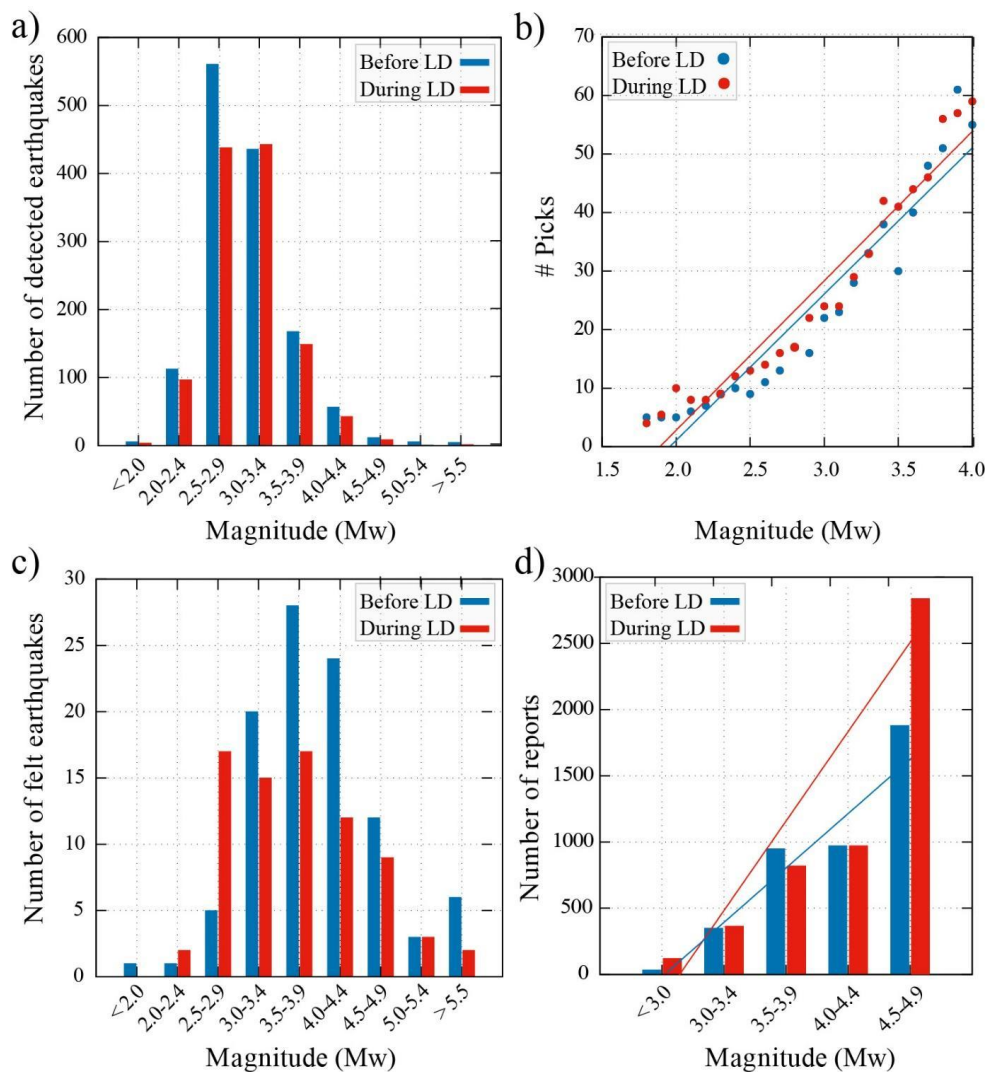 a)
600
500
400
300
200
100
0
Number of detected earthquakes
Before LD
During LD
< 2.0
2.0-2.4
2.5-2.9
3.0-3.4
3.5-3.9
4.0-4.4
4.5-4.9
5.0-5.4
> 5.5
Magnitude (Mw)
b)
70
60
50
40
30
20
10
0
# Picks
Before LD
During LD
1.5 2.0 2.5 3.0 3.5 4.0
Magnitude (Mw)
c)
30
25
20
15
10
5
0
Number of felt earthquakes
Before LD
During LD
< 2.0
2.0-2.4
2.5-2.9
3.0-3.4
3.5-3.9
4.0-4.4
4.5-4.9
5.0-5.4
> 5.5
Magnitude (Mw)
d)
3000
2500
2000
1500
1000
500
0
Number of reports
Before LD
During LD
<3.0
3.0-3.4
3.5-3.9
4.0-4.4
4.5-4.9
Magnitude (Mw)